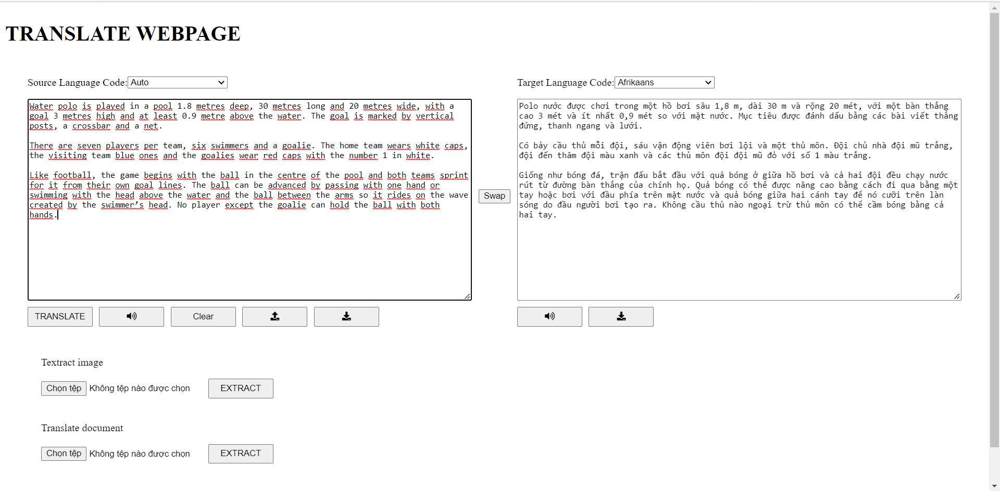 TRANSLATE WEBPAGE
Source Language Code: Auto
Target Language Code: Afrikaans
Water polo is played in a pool 1.8 metres deep, 30 metres long and 20 metres wide, with a
goal 3 metres high and at least 0.9 metre above the water. The goal is marked by vertical
posts, a crossbar and a net.
There are seven players per team, six swimmers and a goalie. The home team wears white caps,
the visiting team blue ones and the goalies wear red caps with the number 1 in white.
Like football, the game begins with the ball in the centre of the pool and both teams sprint
for it from their own goal lines. The ball can be advanced by passing with one hand or
swimming with the head above the water and the ball between the arms so it rides on the wave
created by the swimmer’s head. No player except the goalie can hold the ball with both
hands.
Swap
Polo nước được chơi trong một hồ bơi sâu 1,8 m, dài 30 m và rộng 20 mét, với một bàn thắng
cao 3 mét và ít nhất 0,9 mét so với mặt nước. Mục tiêu được đánh dấu bằng các bài viết thẳng
đứng, thanh ngang và lưới.
Có bảy cầu thủ mỗi đội, sáu vận động viên bơi lội và một thủ môn. Đội chủ nhà đội mũ trắng,
đội đến thăm đội màu xanh và các thủ môn đội đội mũ đỏ với số 1 màu trắng.
Giống như bóng đá, trận đấu bắt đầu với quả bóng ở giữa hồ bơi và cả hai đội đều chạy nước
rút từ đường bàn thắng của chính họ. Quả bóng có thể được nâng cao bằng cách đi qua bằng một
tay hoặc bơi với đầu phía trên mặt nước và quả bóng giữa hai cánh tay để nó cưỡi trên làn
sóng do đầu người bơi tạo ra. Không cầu thủ nào ngoại trừ thủ môn có thể cầm bóng bằng cả
hai tay.
TRANSLATE
Clear
Textract image
Chọn tệp Không tệp nào được chọn EXTRACT
Translate document
Chọn tệp Không tệp nào được chọn EXTRACT